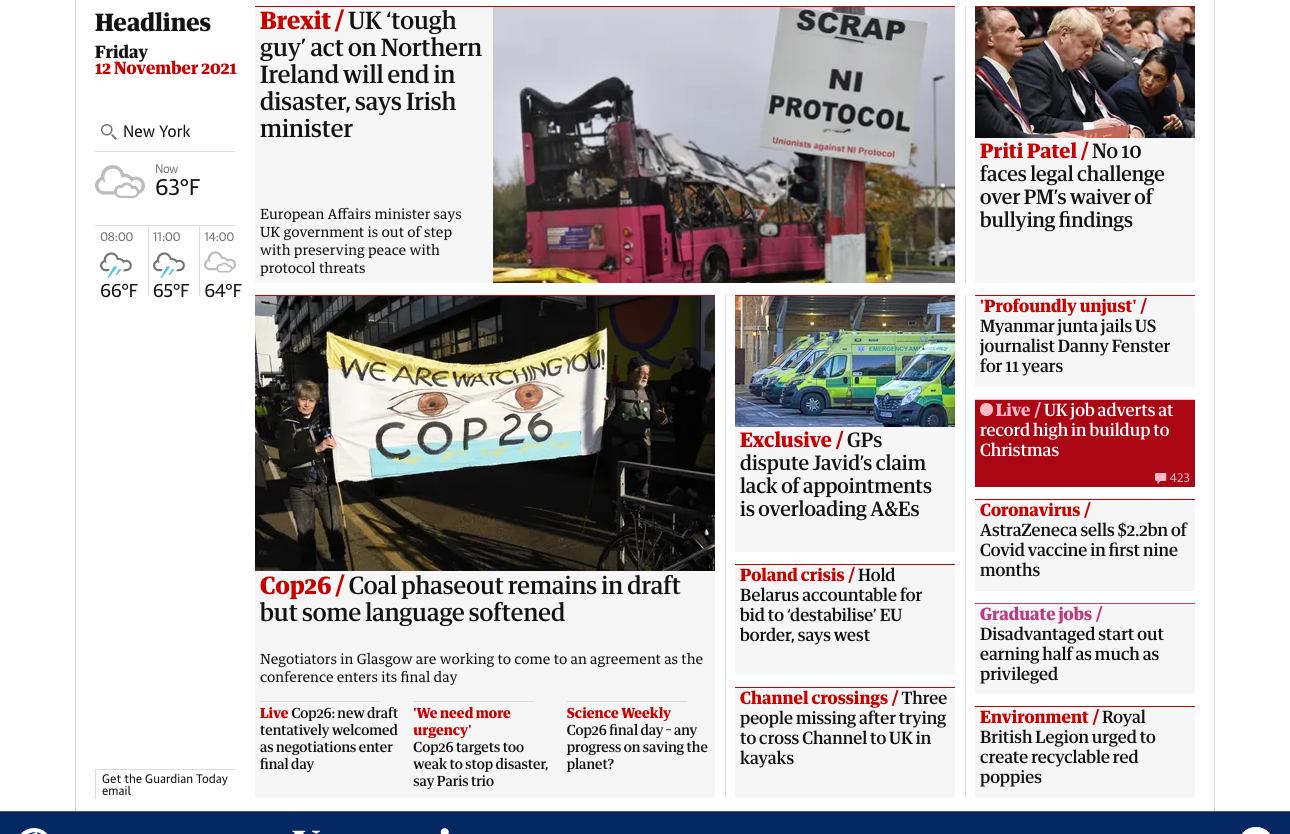 Headlines
Friday
12 November 2021
New York
Now
63°F
08:00 11:00 14:00
66°F 65°F 64°F
Get the Guardian Today
email
Brexit / UK ‘tough
guy’ act on Northern
Ireland will end in
disaster, says Irish
minister
European Affairs minister says
UK government is out of step
with preserving peace with
protocol threats
SCRAP
NI
PROTOCOL
Unionists against NI Protocol
Priti Patel / No 10
faces legal challenge
over PM’s waiver of
bullying findings
WE ARE WATCHING YOU!
COP26
Cop26 / Coal phaseout remains in draft
but some language softened
Negotiators in Glasgow are working to come to an agreement as the
conference enters its final day
Live Cop26: new draft
tentatively welcomed
as negotiations enter
final day
'We need more
urgency'
Cop26 targets too
weak to stop disaster,
say Paris trio
Science Weekly
Cop26 final day – any
progress on saving the
planet?
EMERGENCY AMBULANCE
Exclusive / GPs
dispute Javid’s claim
lack of appointments
is overloading A&Es
Poland crisis / Hold
Belarus accountable for
bid to ‘destabilise’ EU
border, says west
Channel crossings / Three
people missing after trying
to cross Channel to UK in
kayaks
'Profoundly unjust' /
Myanmar junta jails US
journalist Danny Fenster
for 11 years
Live / UK job adverts at
record high in buildup to
Christmas
423
Coronavirus /
AstraZeneca sells $2.2bn of
Covid vaccine in first nine
months
Graduate jobs /
Disadvantaged start out
earning half as much as
privileged
Environment / Royal
British Legion urged to
create recyclable red
poppies